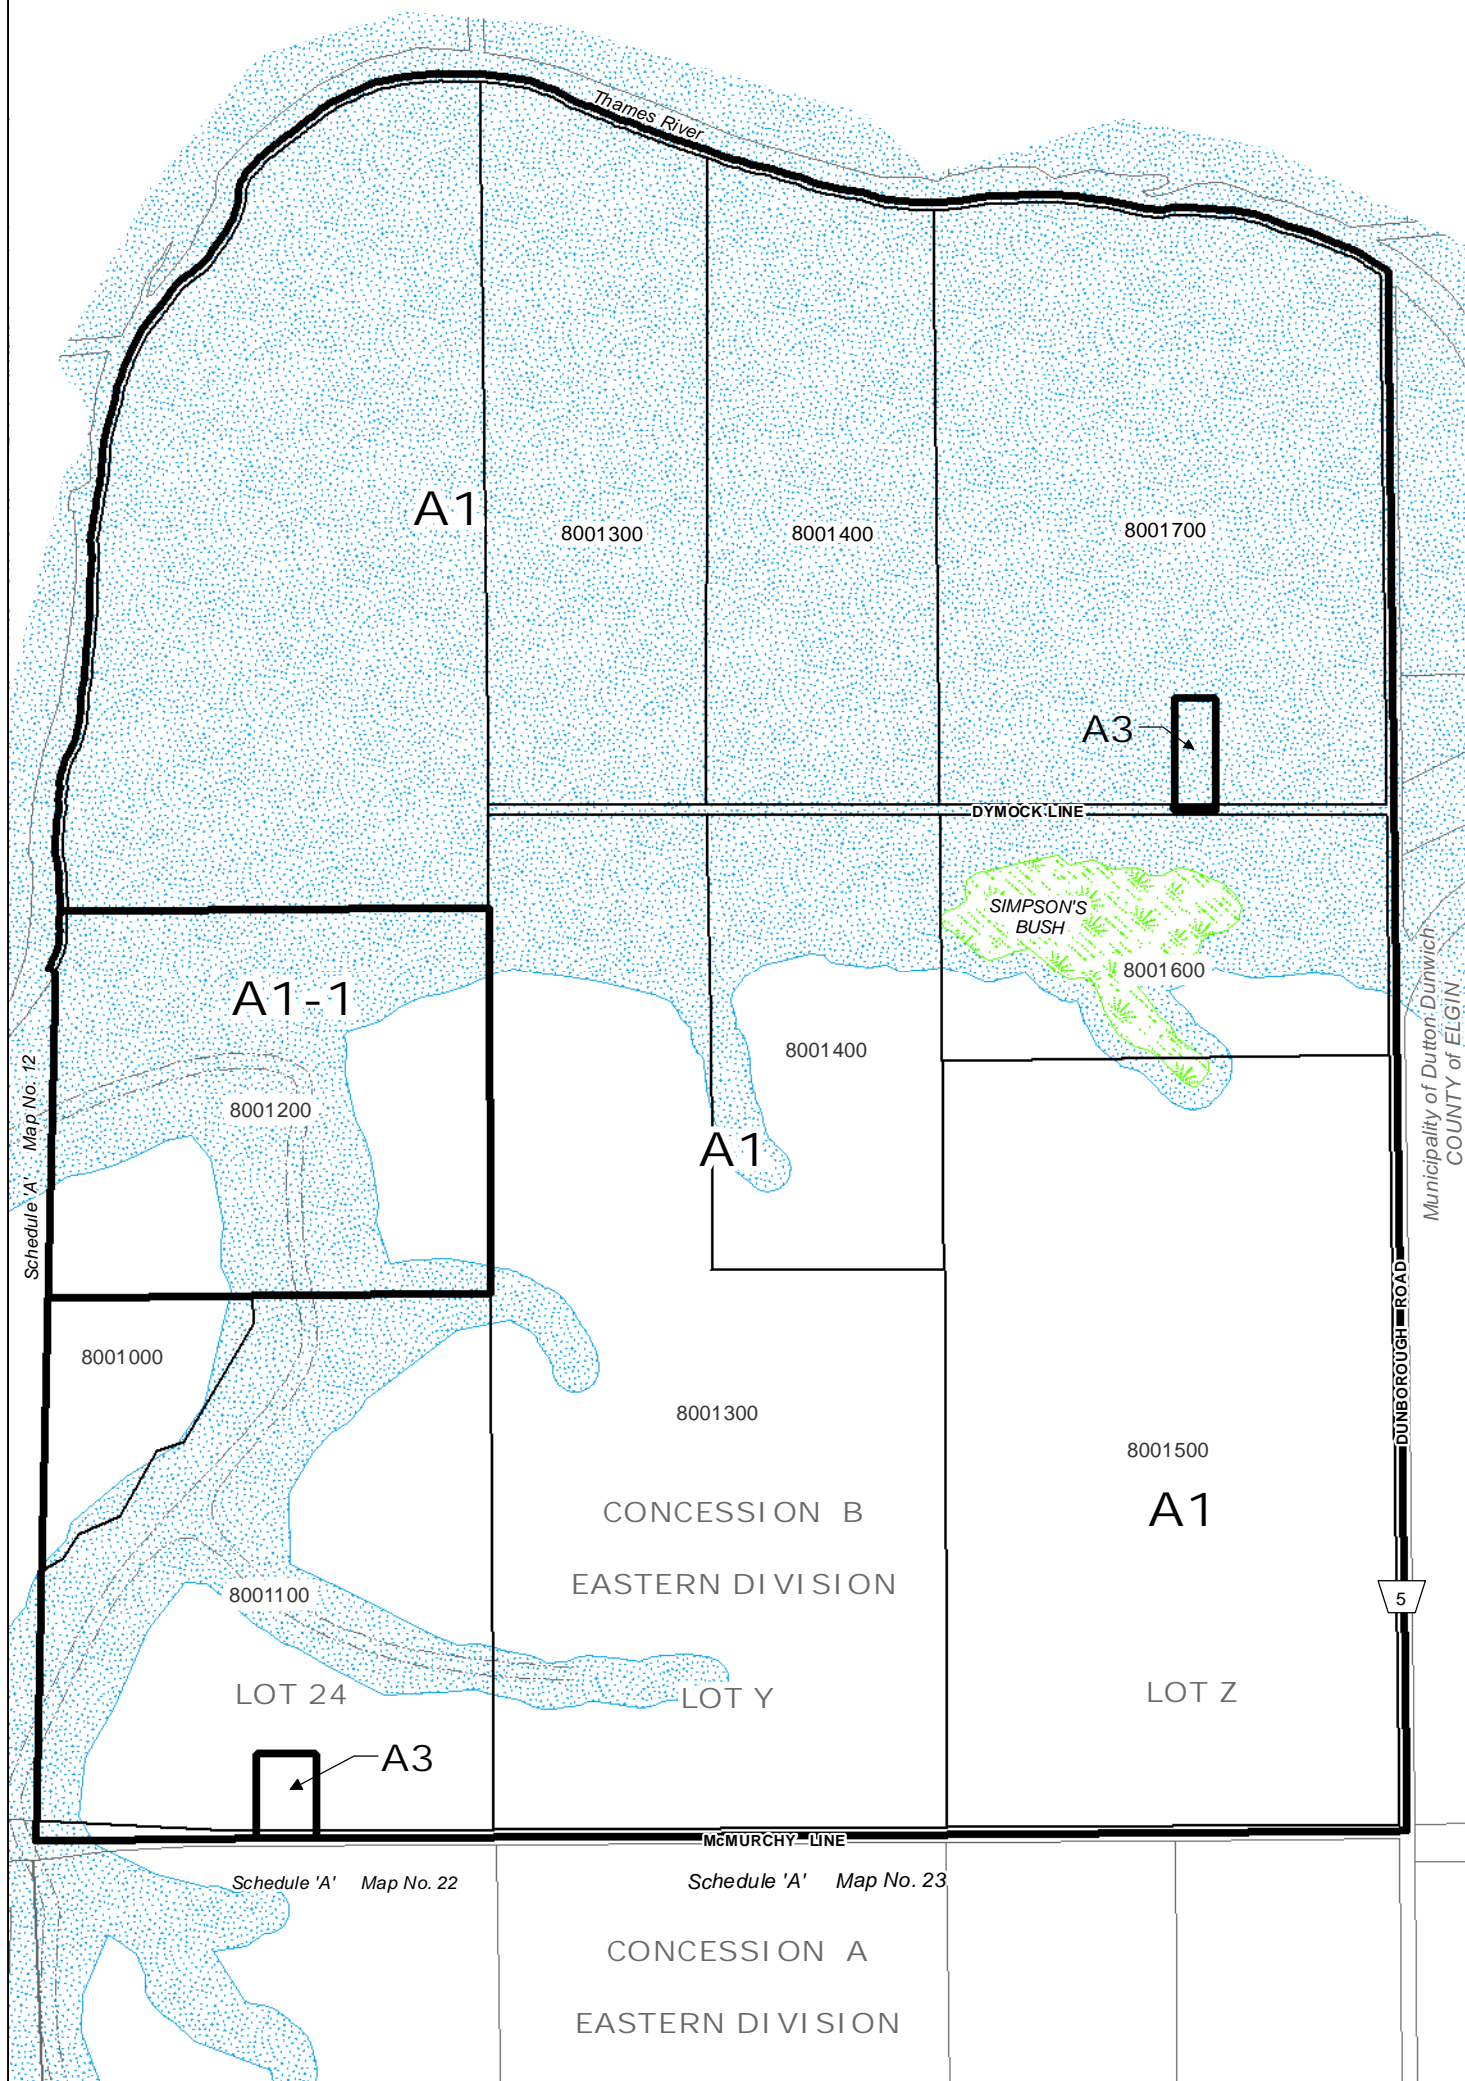 Thames River
A1
8001300
8001400
8001700
A3
DYMOCK LINE
SIMPSON'S
BUSH
8001600
A1-1
8001400
8001200
A1
Schedule 'A' Map No. 12
Municipality of Dutton-Dunwich
COUNTY of ELGIN
DUNBOROUGH ROAD
8001000
8001300
8001500
A1
CONCESSION B
EASTERN DIVISION
5
8001100
LOT 24
LOT Y
LOT Z
A3
McMURCHY LINE
Schedule 'A' Map No. 22
Schedule 'A' Map No. 23
CONCESSION A
EASTERN DIVISION